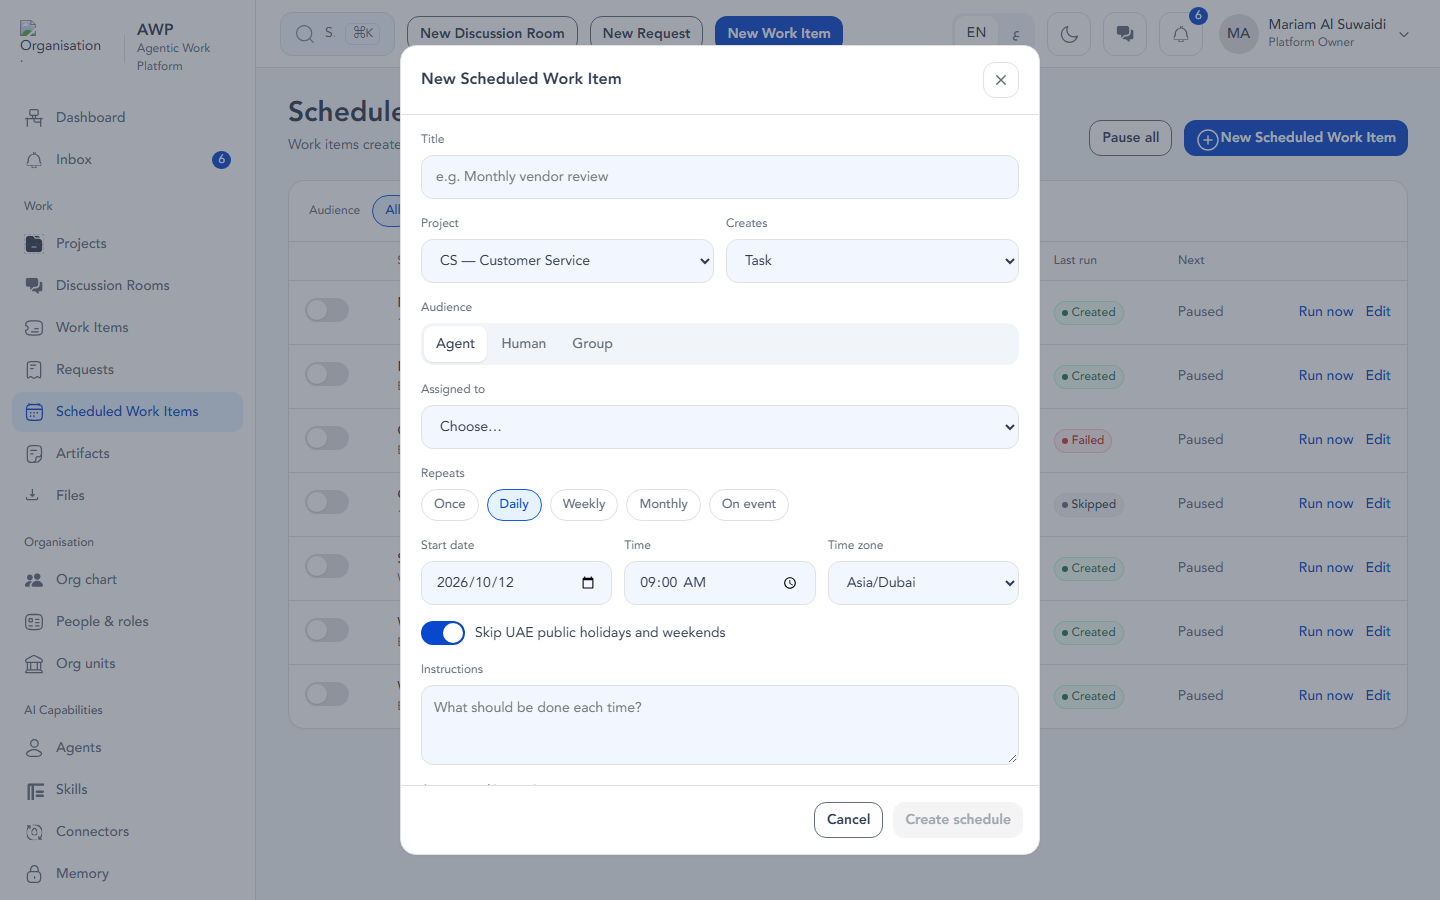 Organisation
AWP
Agentic Work
Platform
S
⌘K
New Discussion Room
New Request
New Work Item
EN
ع
6
MA
Mariam Al Suwaidi
Platform Owner
Dashboard
Inbox
6
Work
Projects
Discussion Rooms
Work Items
Requests
Scheduled Work Items
Artifacts
Files
Organisation
Org chart
People & roles
Org units
AI Capabilities
Agents
Skills
Connectors
Memory
Schedule
Work items create
Pause all
New Scheduled Work Item
Audience
All
Last run
Next
Created
Paused
Run now
Edit
Created
Paused
Run now
Edit
Failed
Paused
Run now
Edit
Skipped
Paused
Run now
Edit
Created
Paused
Run now
Edit
Created
Paused
Run now
Edit
Created
Paused
Run now
Edit
New Scheduled Work Item
Title
e.g. Monthly vendor review
Project
Creates
CS — Customer Service
Task
Audience
Agent
Human
Group
Assigned to
Choose...
Repeats
Once
Daily
Weekly
Monthly
On event
Start date
Time
Time zone
2026/10/12
09:00 AM
Asia/Dubai
Skip UAE public holidays and weekends
Instructions
What should be done each time?
Cancel
Create schedule